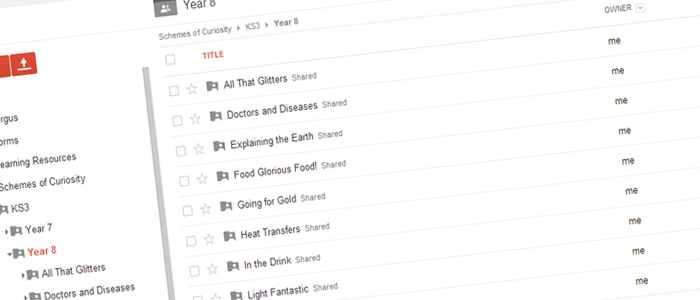 Year 8
Schemes of Curiosity ▸ KS3 ▸ Year 8
TITLE
OWNER
All That Glitters Shared
me
Doctors and Diseases Shared
me
Explaining the Earth Shared
me
Food Glorious Food! Shared
me
Going for Gold Shared
me
Heat Transfers Shared
me
In the Drink Shared
me
Light Fantastic Shared
me
me
rgus
orms
earning Resources
Schemes of Curiosity
KS3
Year 7
Year 8
All That Glitters
Doctors and Diseases